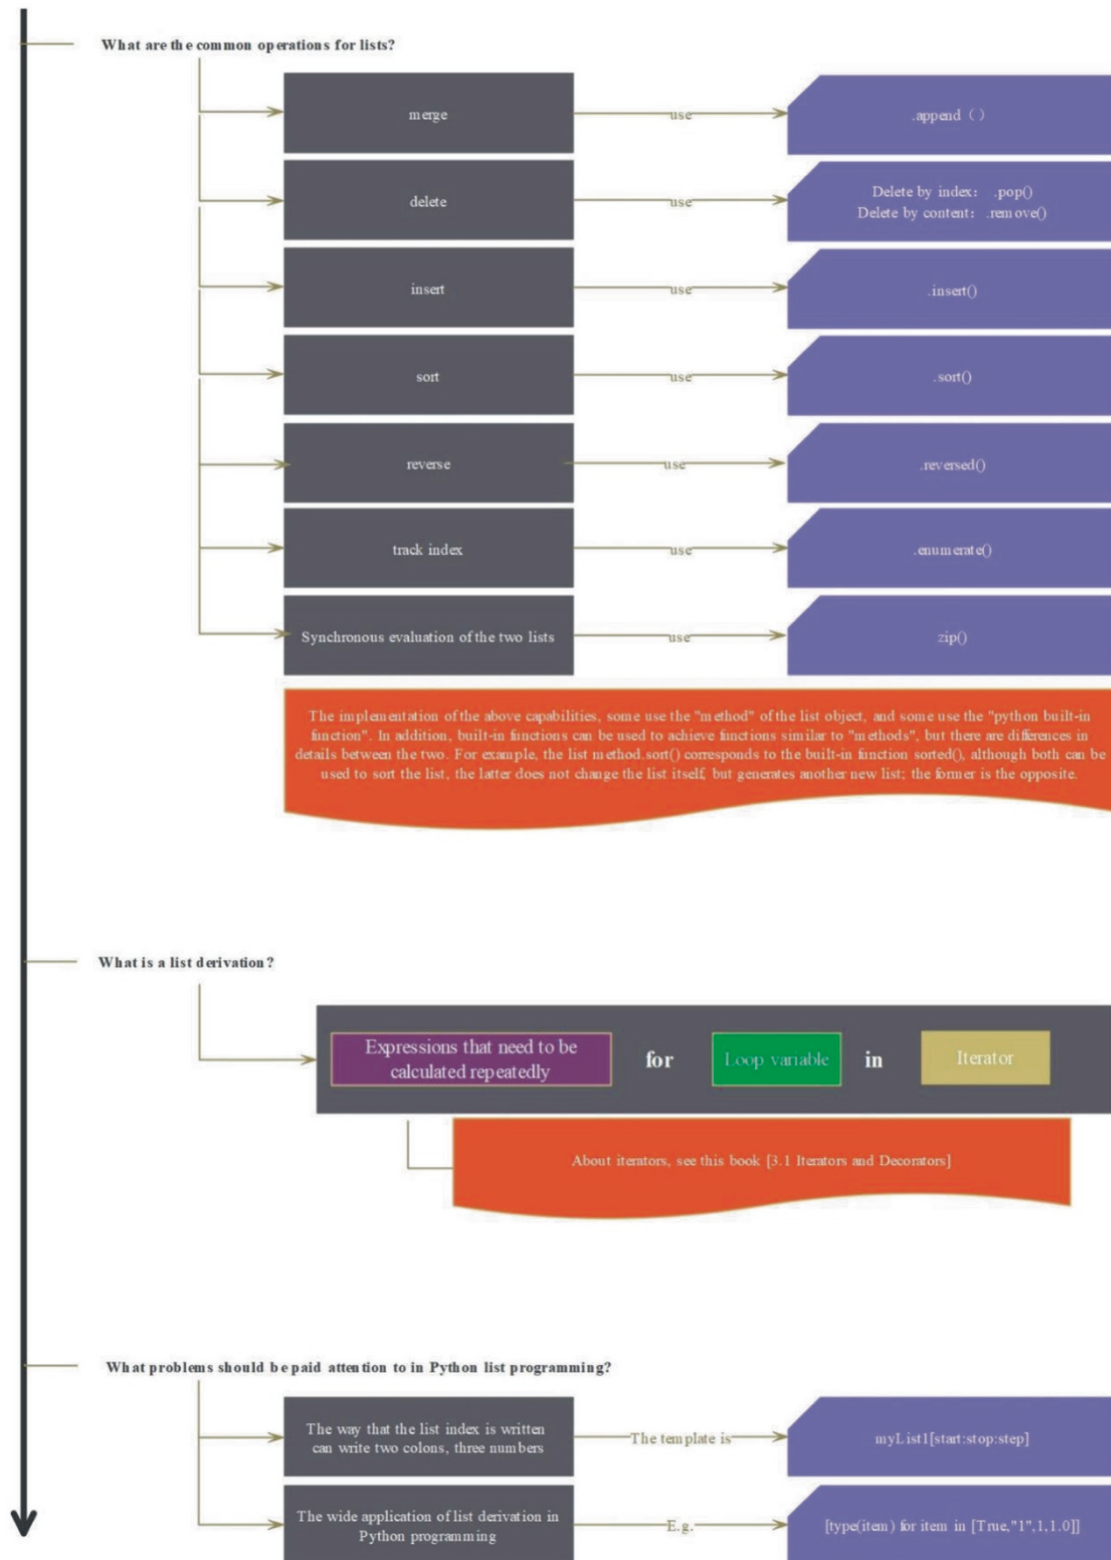 What are the common operations for lists?
merge
use
.append（）
delete
use
Delete by index： .pop()
Delete by content：.remove()
insert
use
.insert()
sort
use
.sort()
reverse
use
.reversed()
track index
use
.enumerate()
Synchronous evaluation of the two lists
use
zip()
The implementation of the above capabilities, some use the "method" of the list object, and some use the "python built-in
function". In addition, built-in functions can be used to achieve functions similar to "methods", but there are differences in
details between the two. For example, the list method.sort() corresponds to the built-in function sorted(), although both can be
used to sort the list, the latter does not change the list itself, but generates another new list; the former is the opposite.
What is a list derivation?
Expressions that need to be
calculated repeatedly
for
Loop variable
in
Iterator
About iterators, see this book [3.1 Iterators and Decorators]
What problems should be paid attention to in Python list programming?
The way that the list index is written
can write two colons, three numbers
The template is
myList1[start:stop:step]
The wide application of list derivation in
Python programming
E.g.
[type(item) for item in [True,"1",1,1.0]]